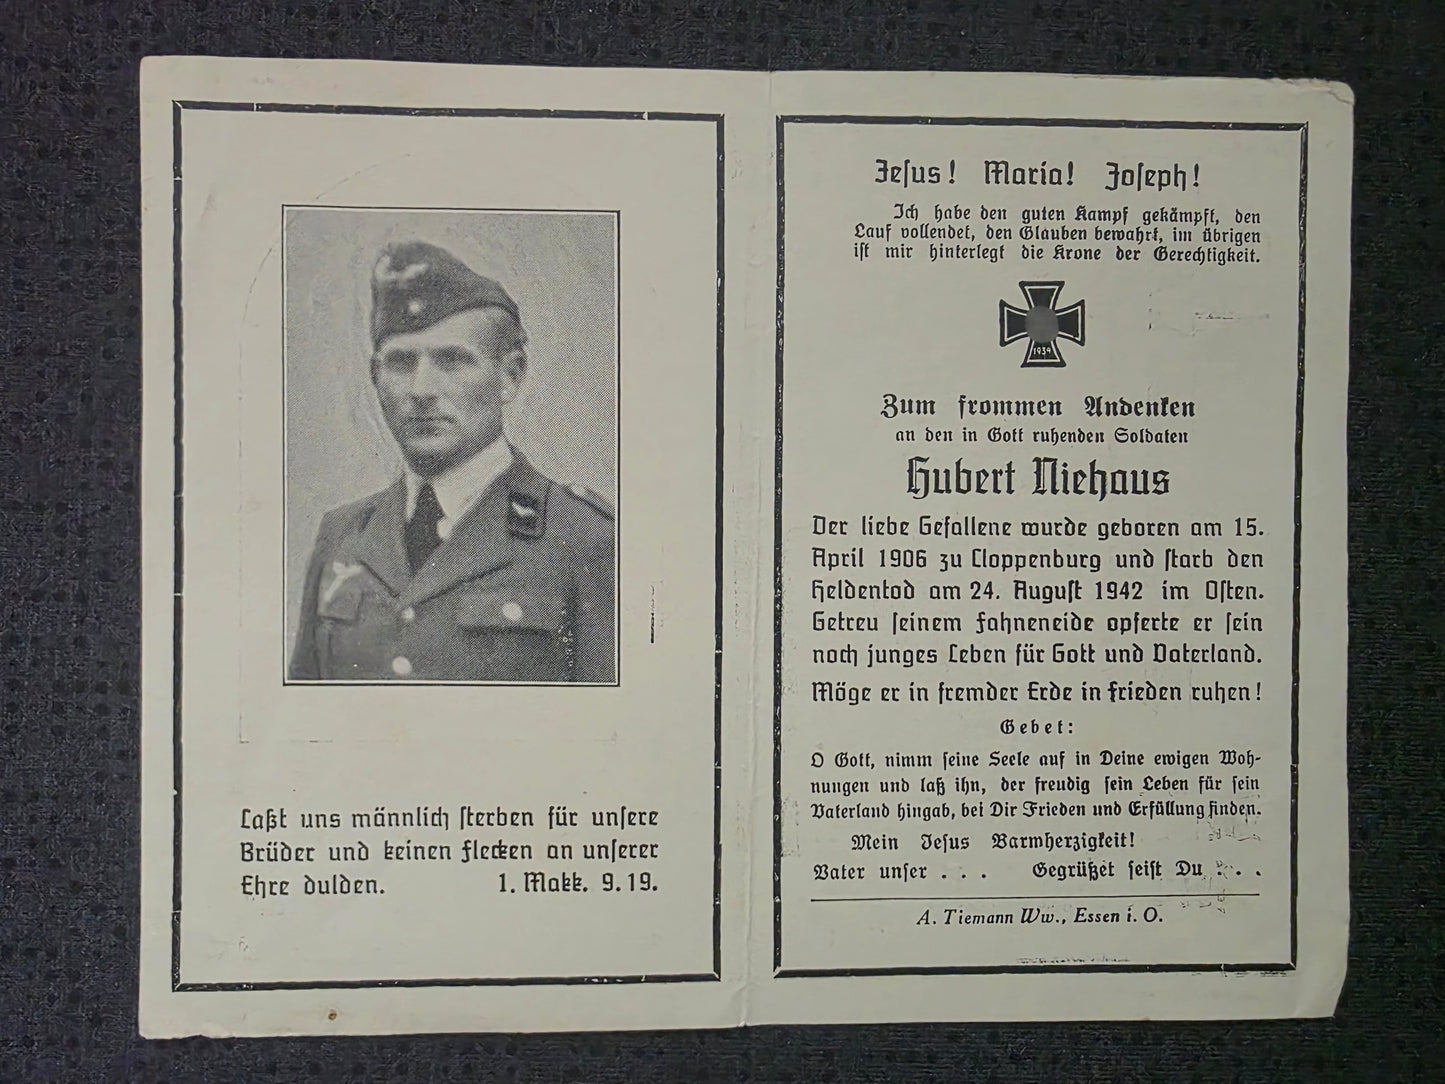 Laßt uns männlich sterben für unsere
Brüder und keinen Flecken an unserer
Ehre dulden. 1. Makk. 9.19.
Jesus! Maria! Joseph!
Ich habe den guten Kampf gekämpft, den
Lauf vollendet, den Glauben bewahrt, im übrigen
ist mir hinterlegt die Krone der Gerechtigkeit.
1939
Zum frommen Andenken
an den in Gott ruhenden Soldaten
Hubert Niehaus
Der liebe Gefallene wurde geboren am 15.
April 1906 zu Cloppenburg und starb den
Heldentod am 24. August 1942 im Osten.
Getreu seinem Fahneneide opferte er sein
noch junges Leben für Gott und Vaterland.
Möge er in fremder Erde in Frieden ruhen!
Gebet:
O Gott, nimm seine Seele auf in Deine ewigen Woh-
nungen und laß ihn, der freudig sein Leben für sein
Vaterland hingab, bei Dir Frieden und Erfüllung finden.
Mein Jesus Barmherzigkeit!
Vater unser . . . Gegrüßet seist Du . . .
A. Tiemann Ww., Essen i. O.